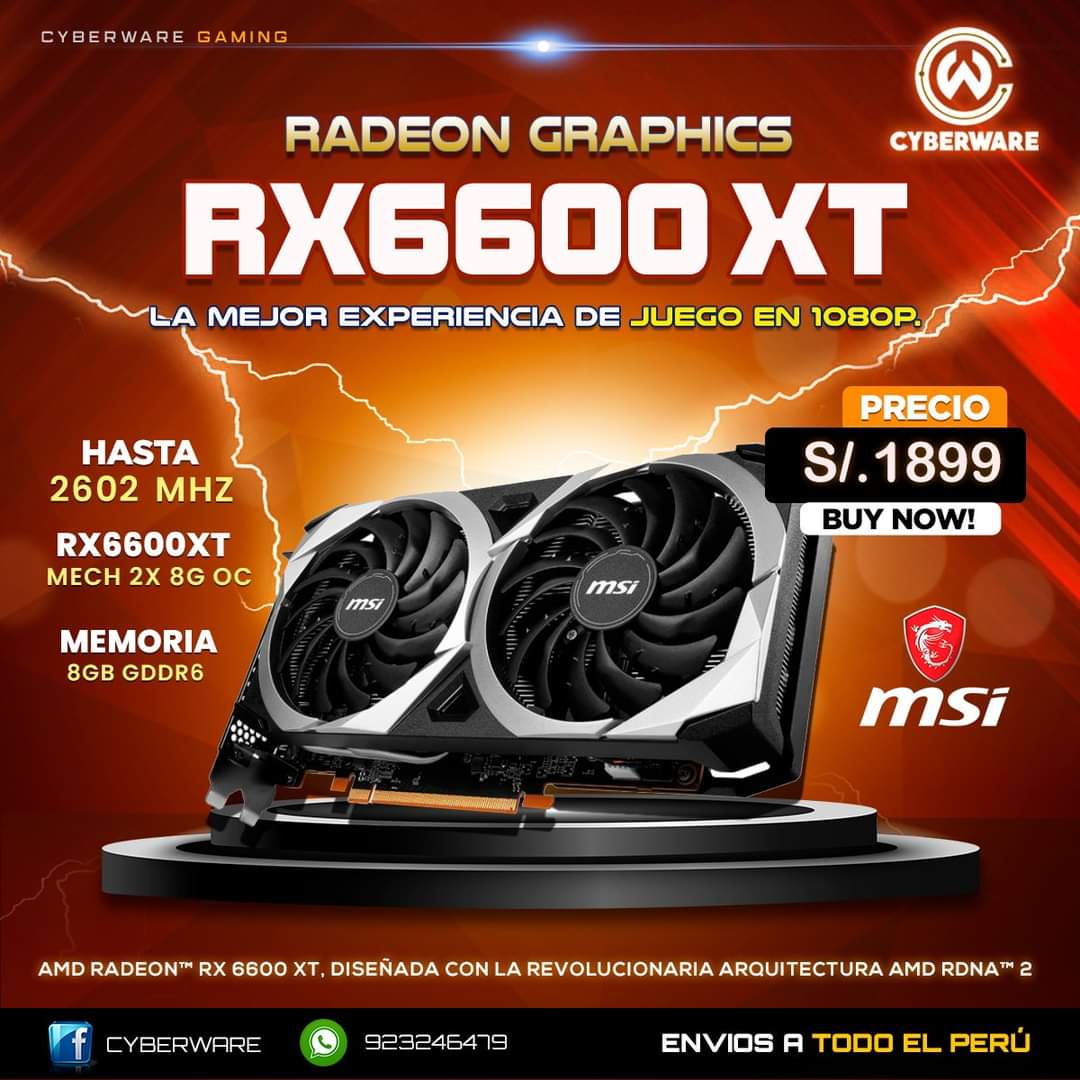 CYBERWARE GAMING
CYBERWARE
RADEON GRAPHICS
RX6600 XT
LA MEJOR EXPERIENCIA DE JUEGO EN 1080P.
PRECIO
S/.1899
BUY NOW!
HASTA
2602 MHZ
RX6600XT
MECH 2X 8G OC
MEMORIA
8GB GDDR6
msi
msi
msi
AMD RADEON™ RX 6600 XT, DISEÑADA CON LA REVOLUCIONARIA ARQUITECTURA AMD RDNA™ 2
f CYBERWARE
923246479
ENVIOS A TODO EL PERÚ